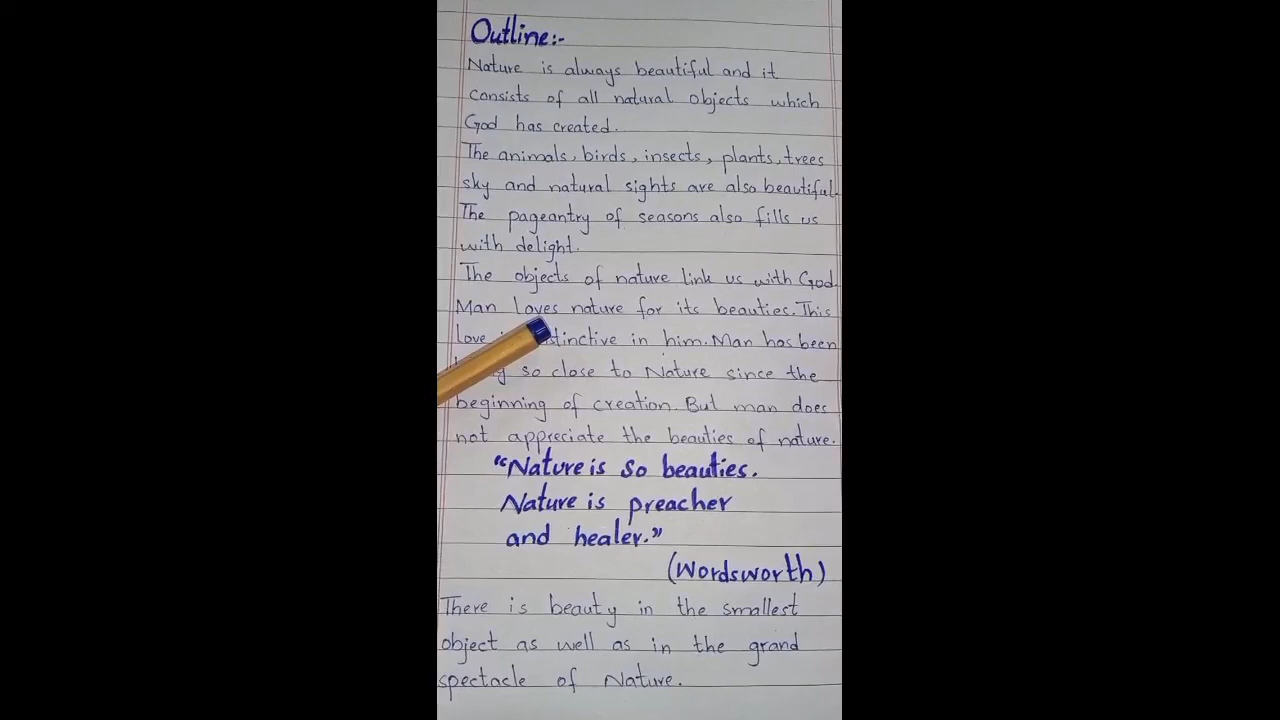 Outline:-
Nature is always beautiful and it
consists of all natural objects which
God has created.
The animals, birds, insects, plants, trees
sky and natural sights are also beautiful.
The pageantry of seasons also fills us
with delight.
The objects of nature link us with God.
Man loves nature for its beauties. This
love in him. Man has been
so close to Nature since the
beginning of creation. But man does
not appreciate the beauties of nature.
"Nature is so beauties.
Nature is preacher
and healer."
(Wordsworth)
There is beauty in the smallest
object as well as in the grand
spectacle of Nature.